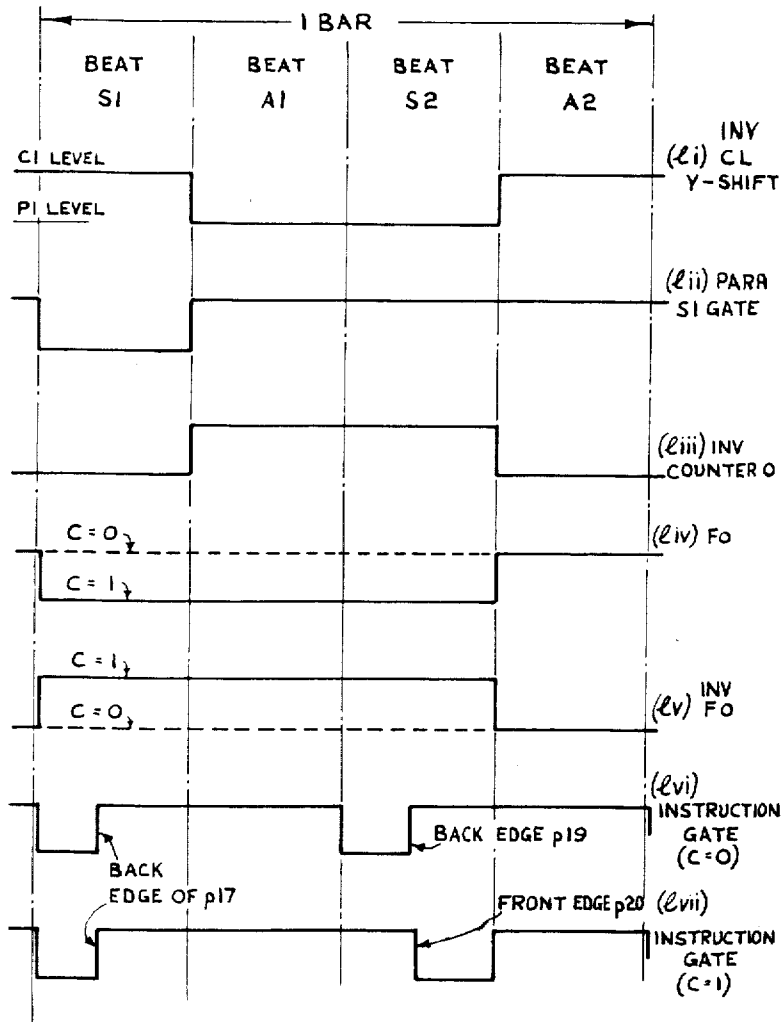 1 BAR
BEAT S1
BEAT A1
BEAT S2
BEAT A2
C1 LEVEL
P1 LEVEL
(li) INV CL Y-SHIFT
(lii) PARA S1 GATE
(liii) INV COUNTER 0
C=0
(liv) F0
C=1
C=1
(lv) INV F0
C=0
(lvi) INSTRUCTION GATE (C=0)
BACK EDGE OF p17
BACK EDGE p19
FRONT EDGE p20
(lvii) INSTRUCTION GATE (C=1)